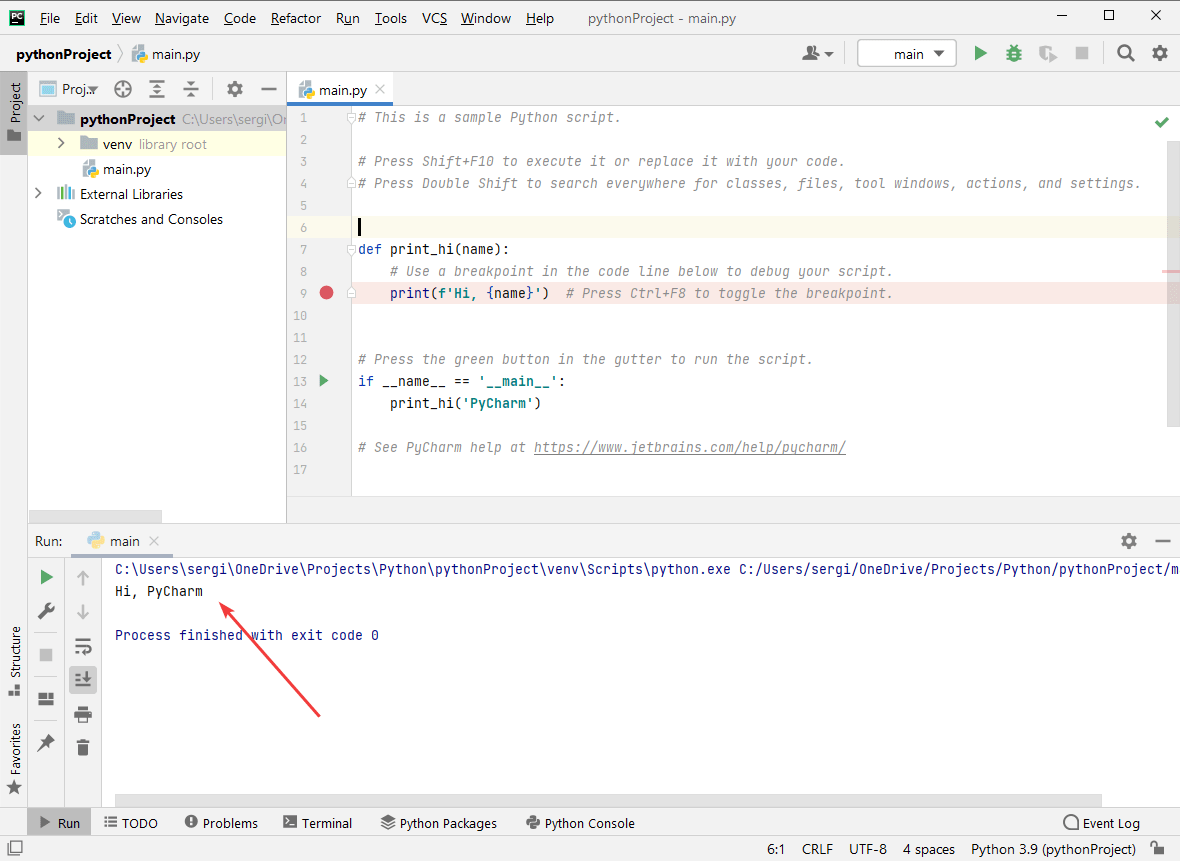 PC File Edit View Navigate Code Refactor Run Tools VCS Window Help pythonProject - main.py
pythonProject main.py main
Project
Proj...
main.py
pythonProject C:\Users\sergi\On
venv library root
main.py
External Libraries
Scratches and Consoles
1 # This is a sample Python script.
2
3 # Press Shift+F10 to execute it or replace it with your code.
4 # Press Double Shift to search everywhere for classes, files, tool windows, actions, and settings.
5
6
7 def print_hi(name):
8 # Use a breakpoint in the code line below to debug your script.
9 print(f'Hi, {name}') # Press Ctrl+F8 to toggle the breakpoint.
10
11
12 # Press the green button in the gutter to run the script.
13 if __name__ == '__main__':
14 print_hi('PyCharm')
15
16 # See PyCharm help at https://www.jetbrains.com/help/pycharm/
17
Run: main
C:\Users\sergi\OneDrive\Projects\Python\pythonProject\venv\Scripts\python.exe C:/Users/sergi/OneDrive/Projects/Python/pythonProject/m
Hi, PyCharm
Process finished with exit code 0
Structure
Favorites
Run TODO Problems Terminal Python Packages Python Console Event Log
6:1 CRLF UTF-8 4 spaces Python 3.9 (pythonProject)